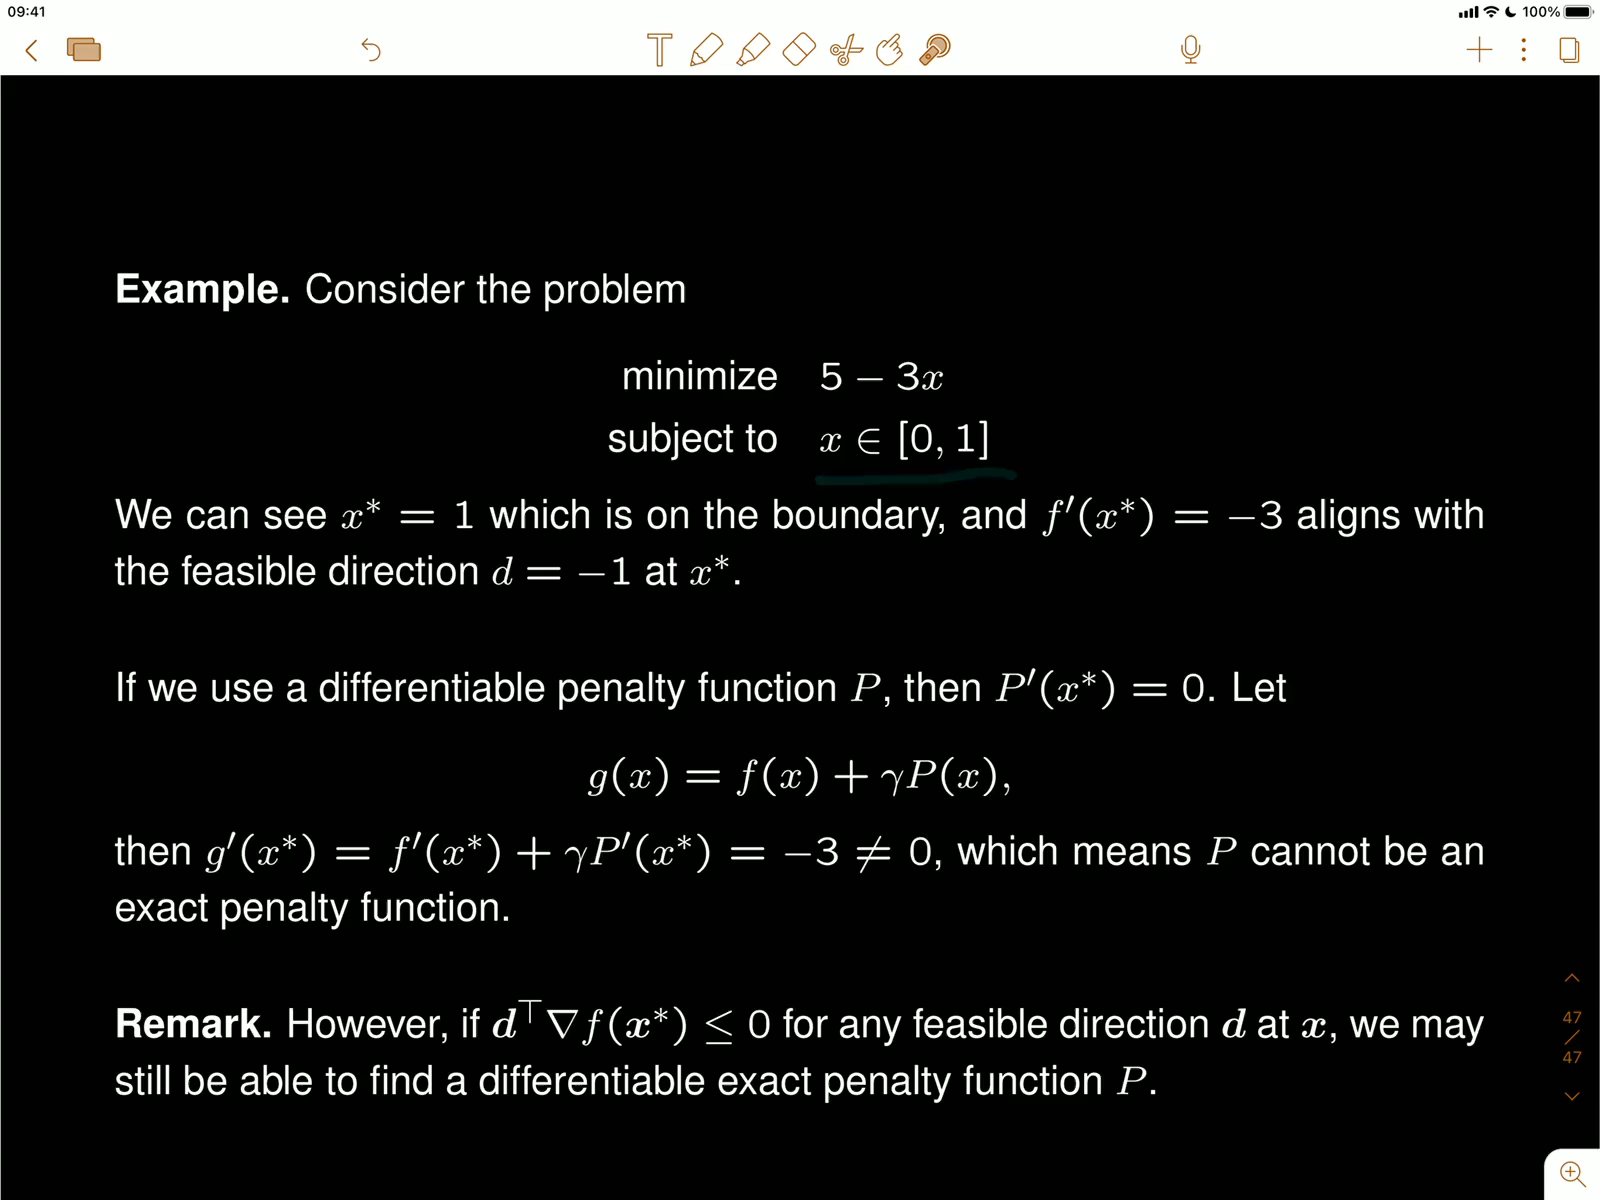 09:41
100%
T
Example. Consider the problem
minimize 5 − 3x
subject to x ∈ [0, 1]
We can see x* = 1 which is on the boundary, and f′(x*) = −3 aligns with
the feasible direction d = −1 at x*.
If we use a differentiable penalty function P, then P′(x*) = 0. Let
g(x) = f(x) + γP(x),
then g′(x*) = f′(x*) + γP′(x*) = −3 ≠ 0, which means P cannot be an
exact penalty function.
Remark. However, if d⊤∇f(x*) ≤ 0 for any feasible direction d at x, we may
still be able to find a differentiable exact penalty function P.
47
/
47